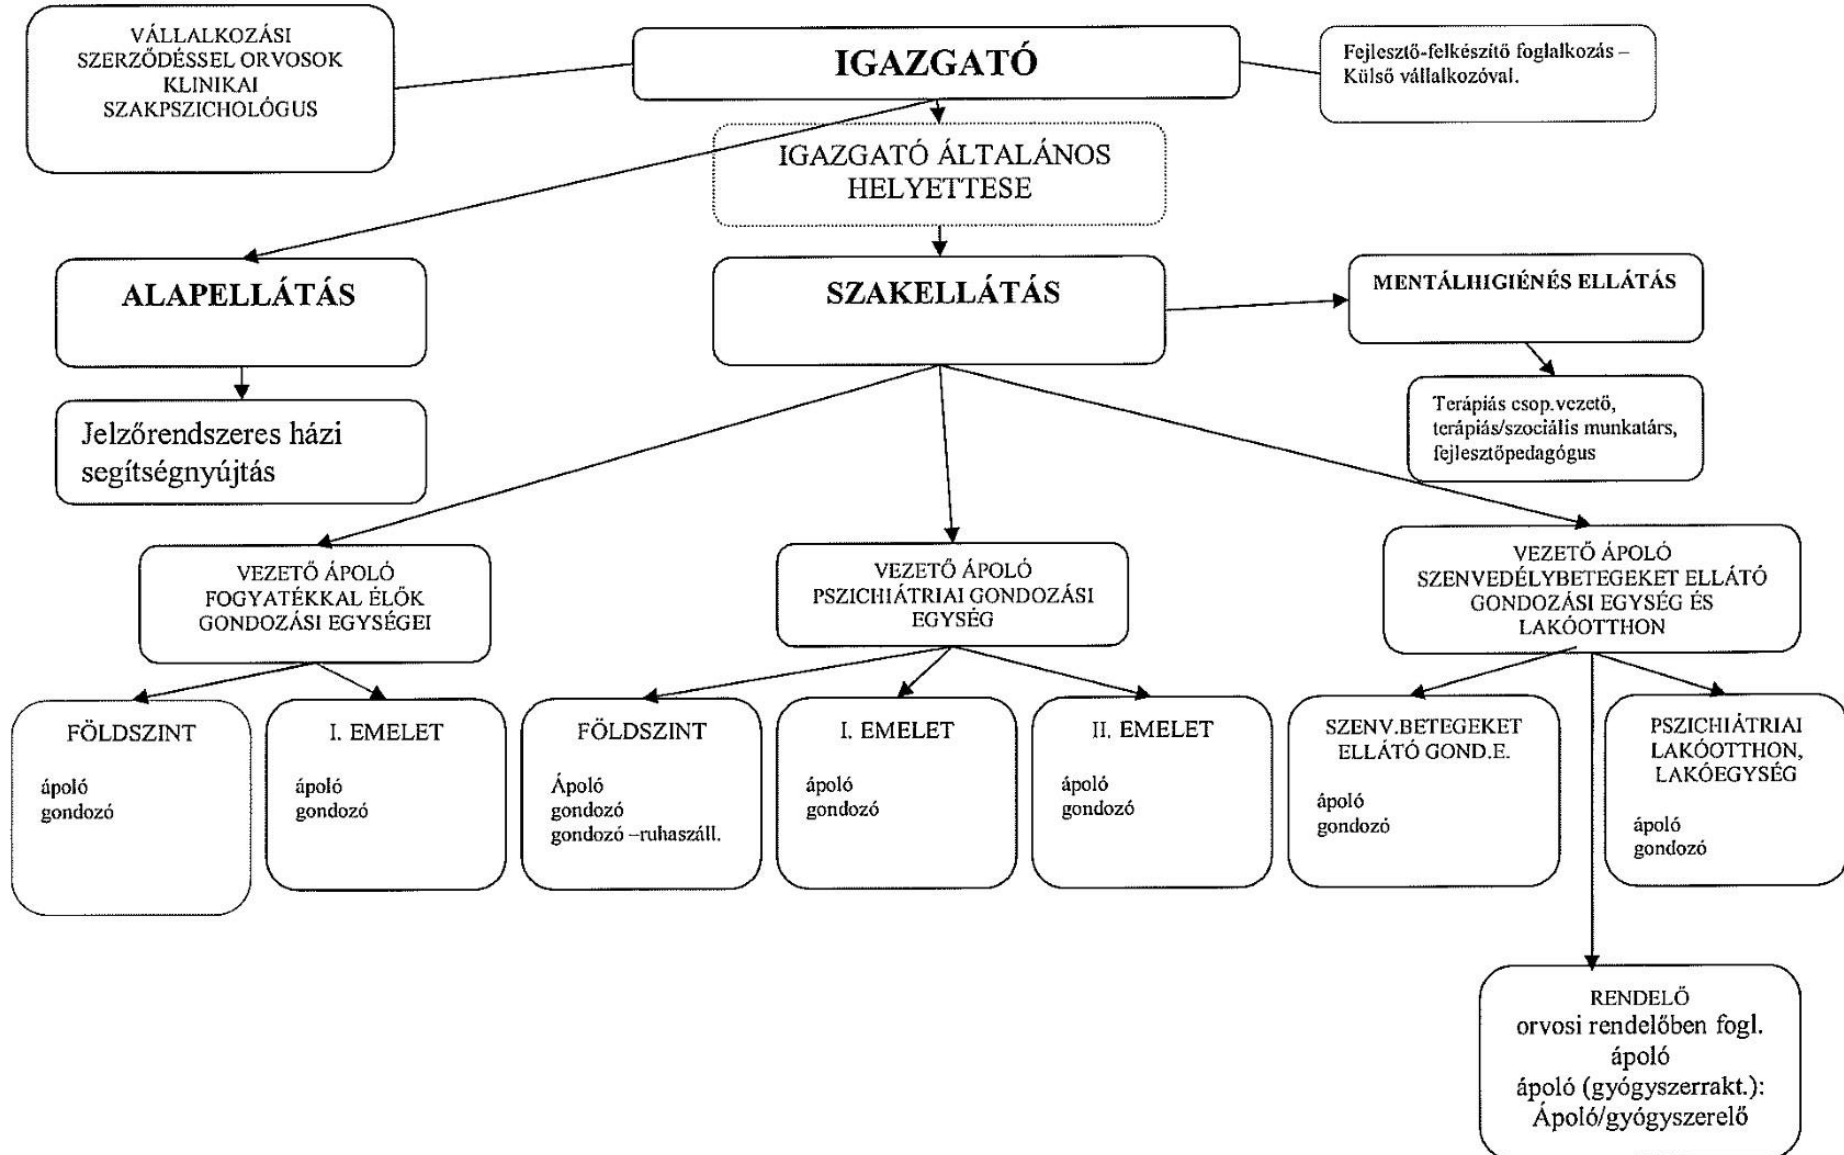 VÁLLALKOZÁSI
SZERZŐDÉSSEL ORVOSOK
KLINIKAI
SZAKPSZICHOLÓGUS
IGAZGATÓ
Fejlesztő-felkészítő foglalkozás –
Külső vállalkozóval.
IGAZGATÓ ÁLTALÁNOS
HELYETTESE
ALAPELLÁTÁS
SZAKELLÁTÁS
MENTÁLHIGIÉNÉS ELLÁTÁS
Jelzőrendszeres házi
segítségnyújtás
Terápiás csop.vezető,
terápiás/szociális munkatárs,
fejlesztőpedagógus
VEZETŐ ÁPOLÓ
FOGYATÉKKAL ÉLŐK
GONDOZÁSI EGYSÉGEI
VEZETŐ ÁPOLÓ
PSZICHIÁTRIAI GONDOZÁSI
EGYSÉG
VEZETŐ ÁPOLÓ
SZENVEDÉLYBETEGEKET ELLÁTÓ
GONDOZÁSI EGYSÉG ÉS
LAKÓOTTHON
FÖLDSZINT
ápoló
gondozó
I. EMELET
ápoló
gondozó
FÖLDSZINT
Ápoló
gondozó
gondozó –ruhaszáll.
I. EMELET
ápoló
gondozó
II. EMELET
ápoló
gondozó
SZENV.BETEGEKET
ELLÁTÓ GOND.E.
ápoló
gondozó
PSZICHIÁTRIAI
LAKÓOTTHON,
LAKÓEGYSÉG
ápoló
gondozó
RENDELŐ
orvosi rendelőben fogl.
ápoló
ápoló (gyógyszerrakt.):
Ápoló/gyógyszerelő